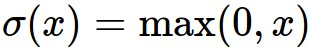 σ(x) = max(0, x)